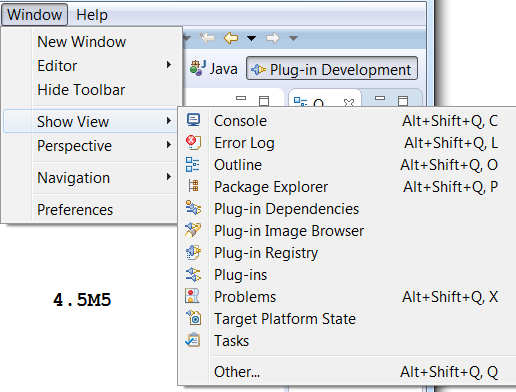 Window Help
New Window
Editor
Hide Toolbar
Java Plug-in Development
Show View
Perspective
Navigation
Preferences
O
Console Alt+Shift+Q, C
Error Log Alt+Shift+Q, L
Outline Alt+Shift+Q, O
Package Explorer Alt+Shift+Q, P
Plug-in Dependencies
Plug-in Image Browser
Plug-in Registry
Plug-ins
Problems Alt+Shift+Q, X
Target Platform State
Tasks
Other... Alt+Shift+Q, Q
4.5M5